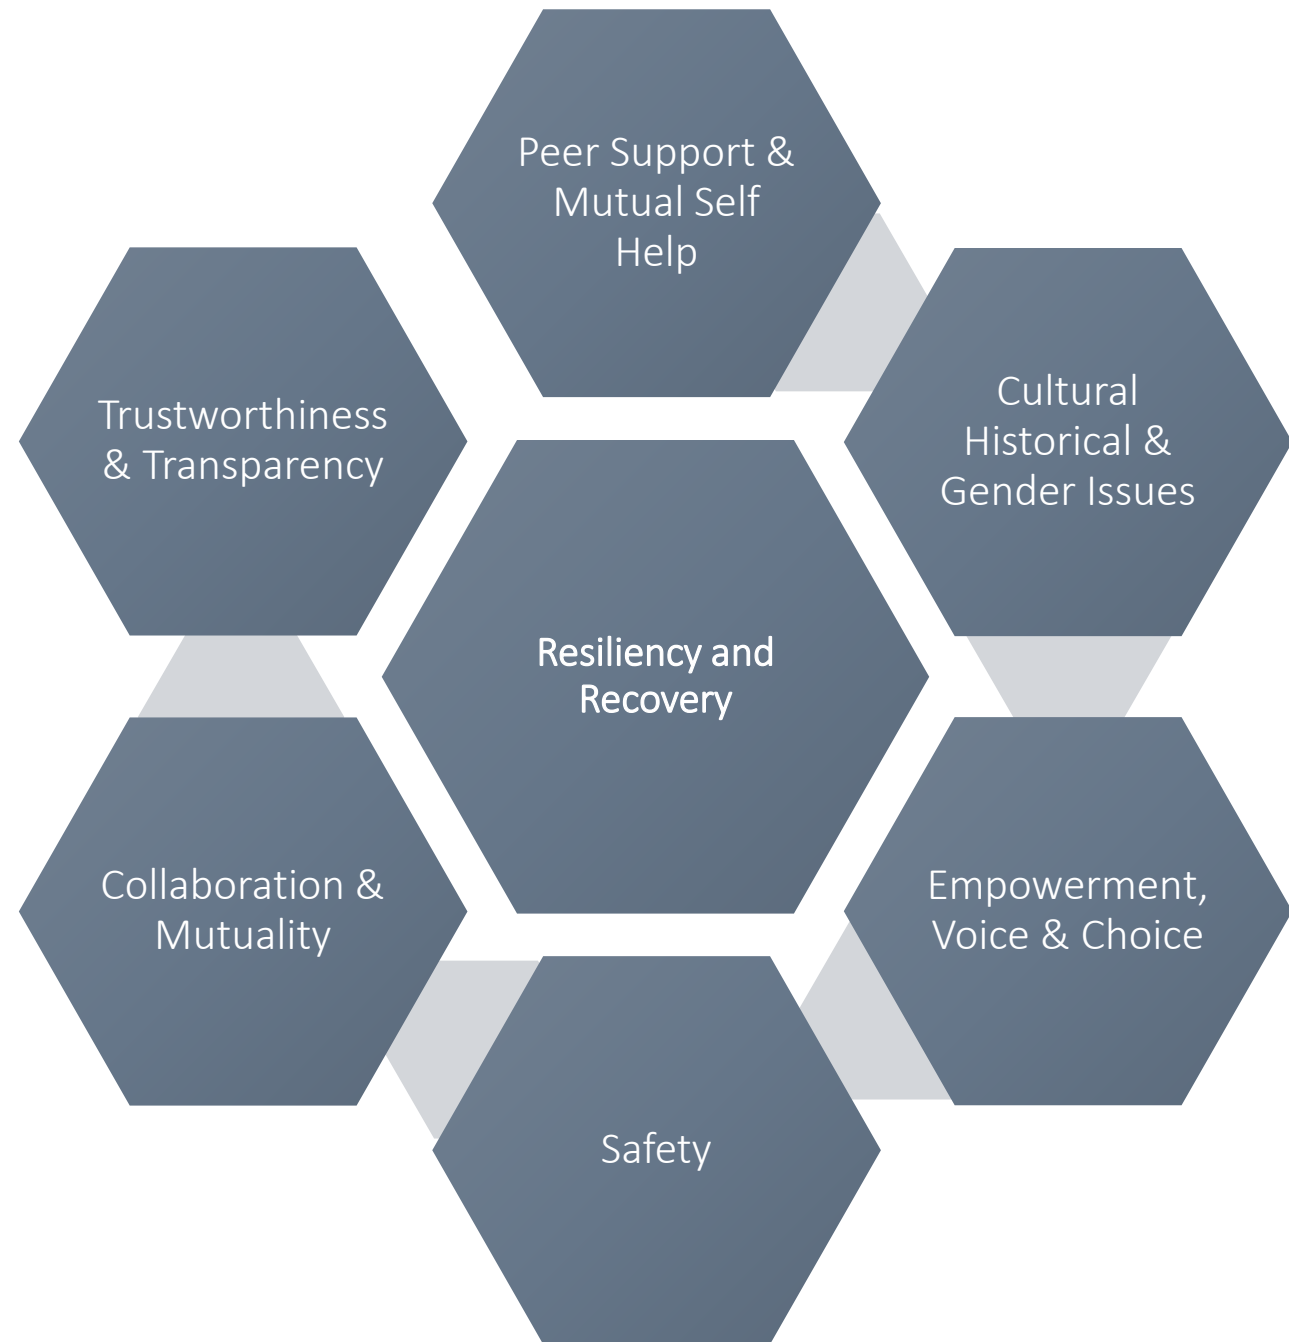 Peer Support &
Mutual Self
Help
Trustworthiness
& Transparency
Cultural
Historical &
Gender Issues
Resiliency and
Recovery
Collaboration &
Mutuality
Empowerment,
Voice & Choice
Safety